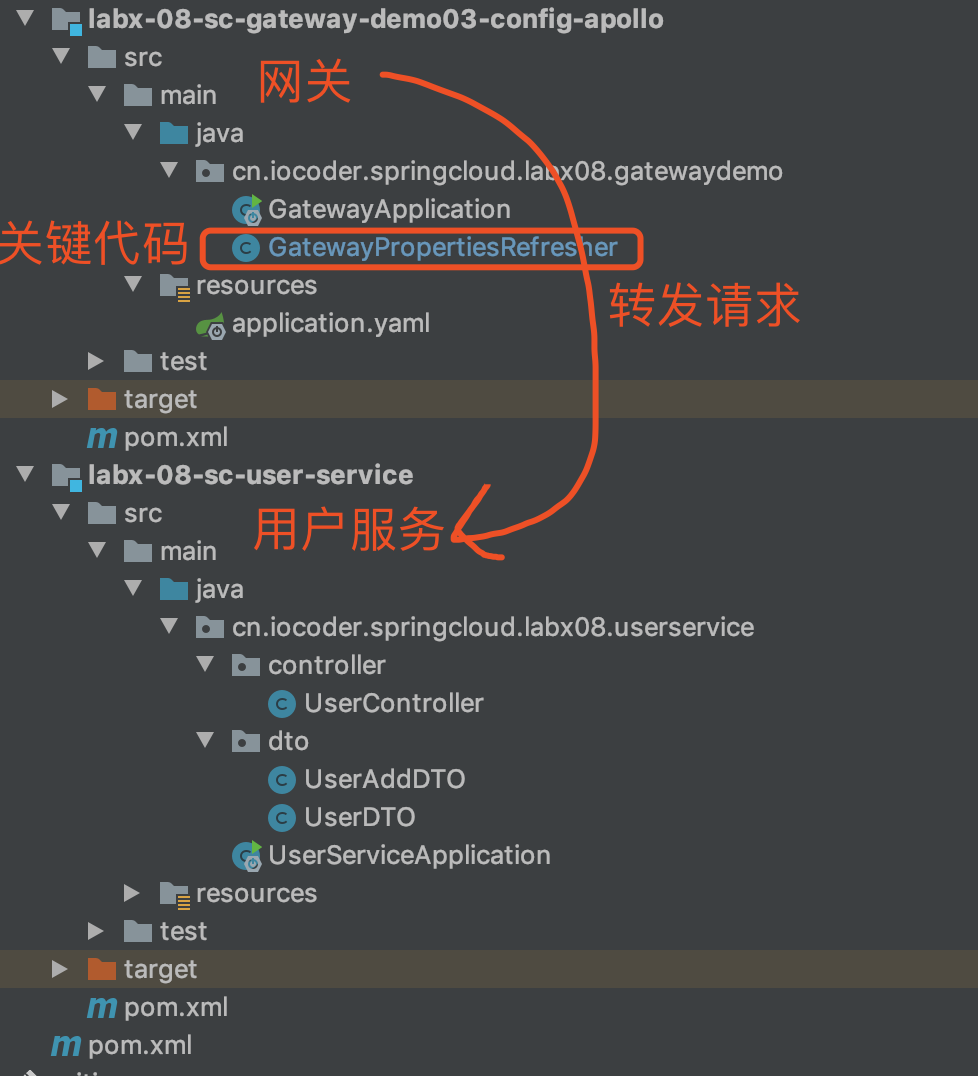 labx-08-sc-gateway-demo03-config-apollo
src
网关
main
java
cn.iocoder.springcloud.labx08.gatewaydemo
GatewayApplication
关键代码
GatewayPropertiesRefresher
resources
转发请求
application.yaml
test
target
pom.xml
labx-08-sc-user-service
src
用户服务
main
java
cn.iocoder.springcloud.labx08.userservice
controller
UserController
dto
UserAddDTO
UserDTO
UserServiceApplication
resources
test
target
pom.xml
pom.xml